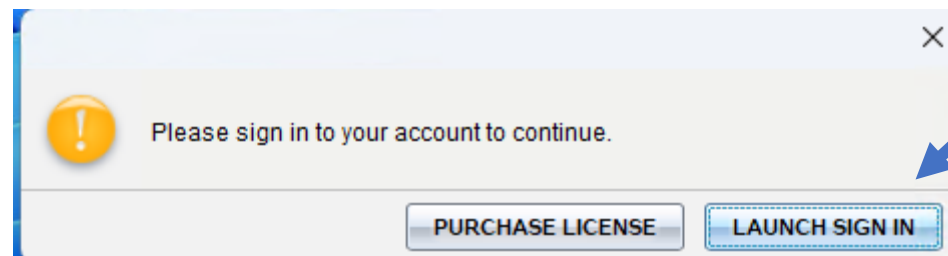 Please sign in to your account to continue.
PURCHASE LICENSE
LAUNCH SIGN IN